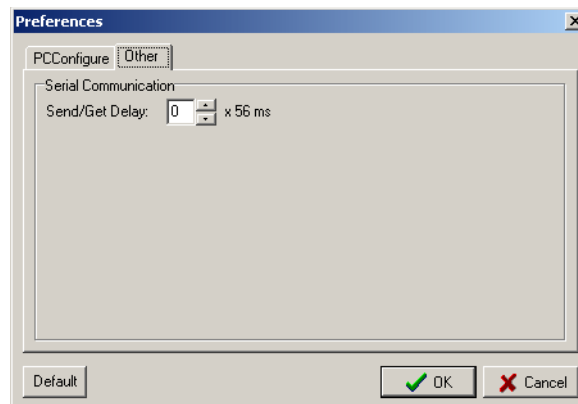 Preferences
PCConfigure Other
Serial Communication
Send/Get Delay: 0 x 56 ms
Default OK Cancel